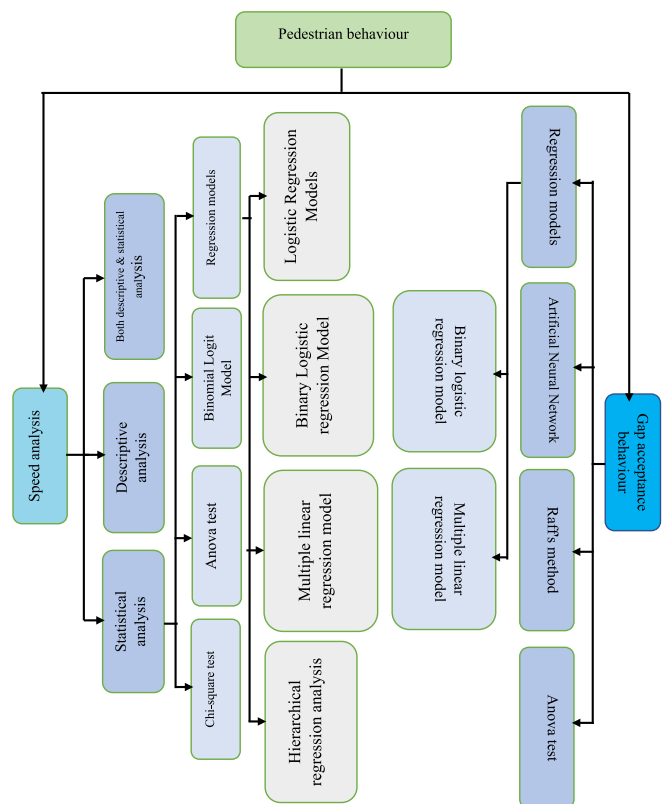 Pedestrian behaviour
Speed analysis
Both descriptive & statistical
analysis
Descriptive
analysis
Statistical
analysis
Regression models
Binomial Logit
Model
Anova test
Chi-square test
Logistic Regression
Models
Binary Logistic
regression Model
Multiple linear
regression model
Hierarchical
regression analysis
Gap acceptance
behaviour
Regression models
Artificial Neural Network
Raff's method
Anova test
Binary logistic
regression model
Multiple linear
regression model